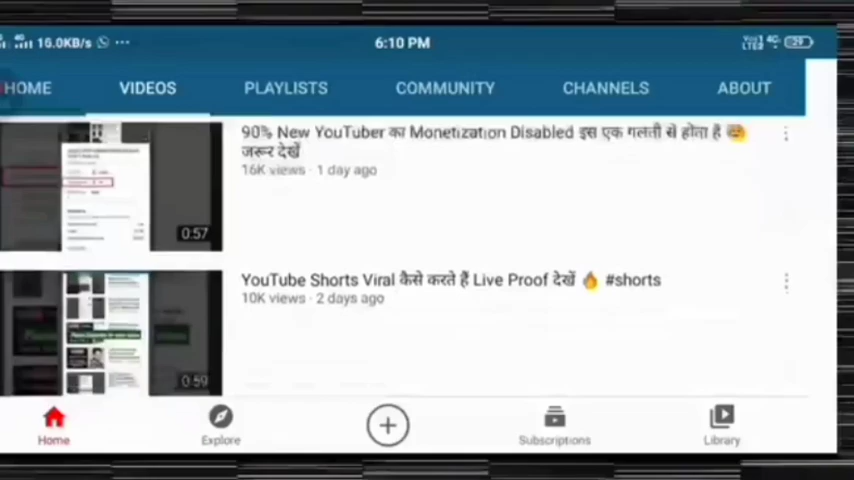 16.0KB/s ... 6:10 PM
HOME VIDEOS PLAYLISTS COMMUNITY CHANNELS ABOUT
90% New YouTuber का Monetization Disabled इस एक गलती से होता है 😊
जरूर देखें
16K views · 1 day ago
0:57
YouTube Shorts Viral कैसे करते हैं Live Proof देखें 🔥 #shorts
10K views · 2 days ago
0:59
Home Explore Subscriptions Library